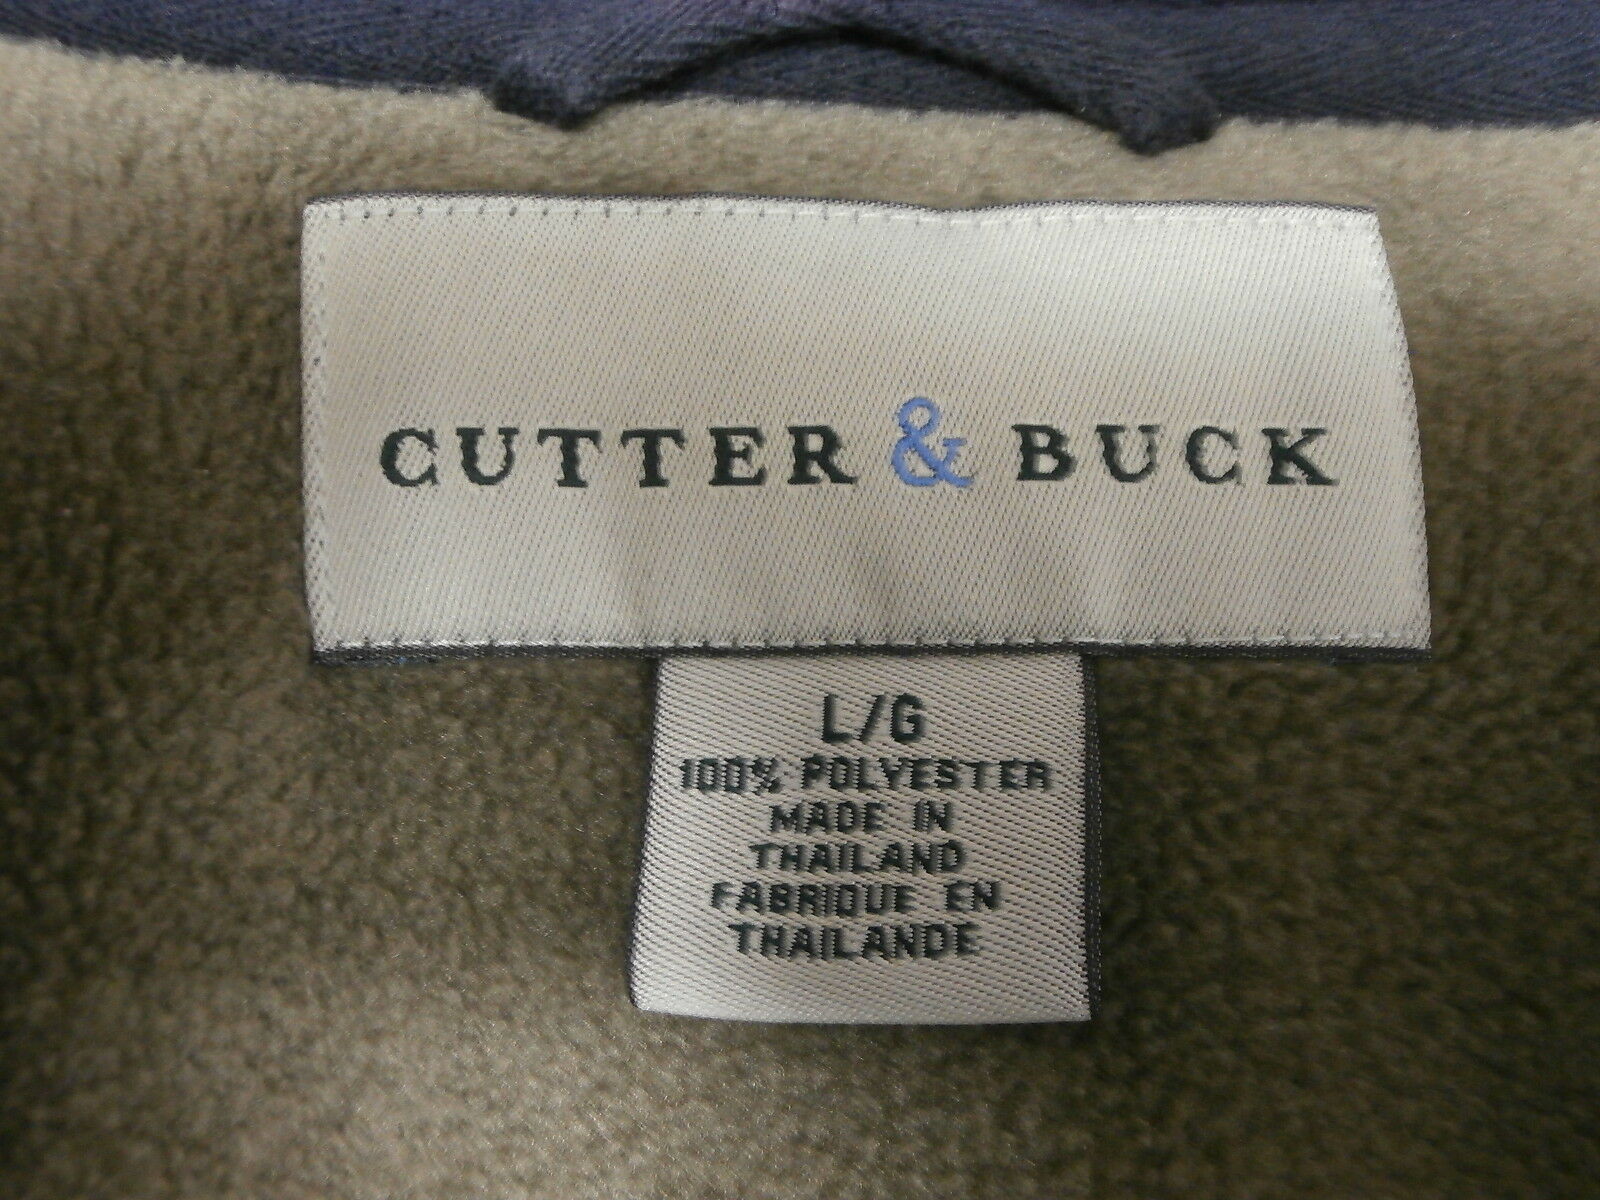 CUTTER & BUCK
L/G
100% POLYESTER
MADE IN
THAILAND
FABRIQUE EN
THAILANDE